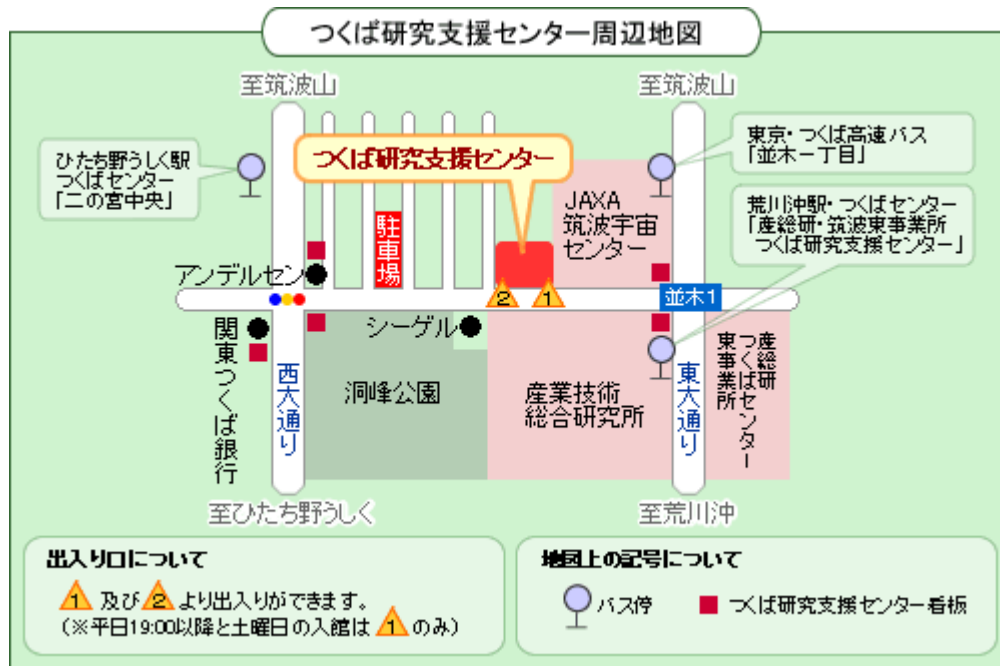 つくば研究支援センター周辺地図
至筑波山
至筑波山
ひたち野うしく駅
つくばセンター
「二の宮中央」
つくば研究支援センター
東京・つくば高速バス
「並木一丁目」
JAXA
筑波宇宙
センター
荒川沖駅・つくばセンター
「産総研・筑波東事業所
つくば研究支援センター」
駐車場
アンデルセン
2
1
並木1
関東つくば銀行
シーゲル
西大通り
洞峰公園
産業技術
総合研究所
東大通り
産総研
つくばセンター
東事業所
至ひたち野うしく
至荒川沖
出入り口について
1 及び 2 より出入りができます。
(※平日19:00以降と土曜日の入館は 1 のみ)
地図上の記号について
バス停
つくば研究支援センター看板